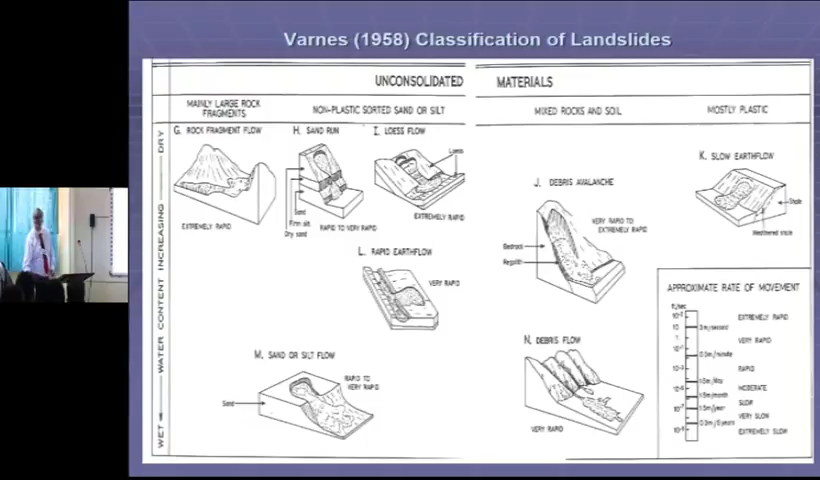 Varnes (1958) Classification of Landslides
UNCONSOLIDATED MATERIALS
MAINLY LARGE ROCK
FRAGMENTS
NON-PLASTIC SORTED SAND OR SILT
MIXED ROCKS AND SOIL
MOSTLY PLASTIC
WET
WATER CONTENT INCREASING
DRY
G. ROCK FRAGMENT FLOW
EXTREMELY RAPID
H. SAND RUN
Sand
Firm silt
Dry sand
RAPID TO VERY RAPID
I. LOESS FLOW
Loess
EXTREMELY RAPID
J. DEBRIS AVALANCHE
VERY RAPID TO
EXTREMELY RAPID
Bedrock
Regolith
K. SLOW EARTHFLOW
Shale
Weathered shale
L. RAPID EARTHFLOW
VERY RAPID
M. SAND OR SILT FLOW
RAPID TO
VERY RAPID
Sand
N. DEBRIS FLOW
VERY RAPID
APPROXIMATE RATE OF MOVEMENT
ft/sec
EXTREMELY RAPID
3m/second
VERY RAPID
0.3m/minute
RAPID
1.5m/day
MODERATE
1.5m/month
SLOW
1.5m/year
VERY SLOW
0.3m/5 years
EXTREMELY SLOW